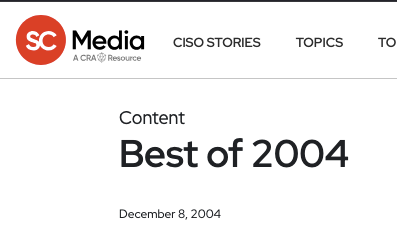 SC Media
A CRA Resource
CISO STORIES
TOPICS
TO
Content
Best of 2004
December 8, 2004